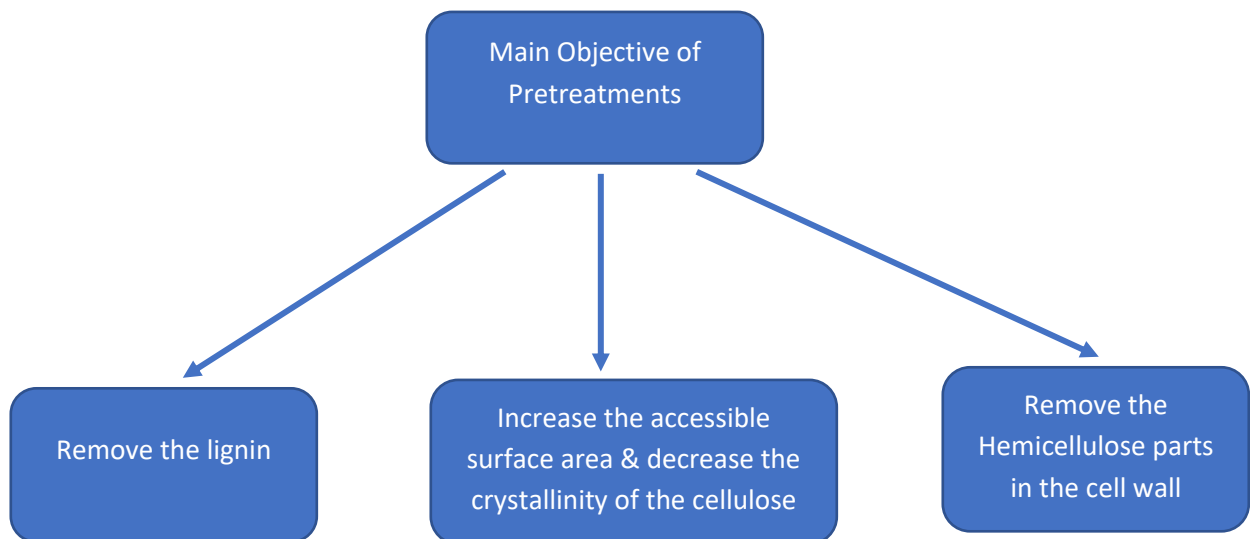 Main Objective of
Pretreatments
Remove the lignin
Increase the accessible
surface area & decrease the
crystallinity of the cellulose
Remove the
Hemicellulose parts
in the cell wall